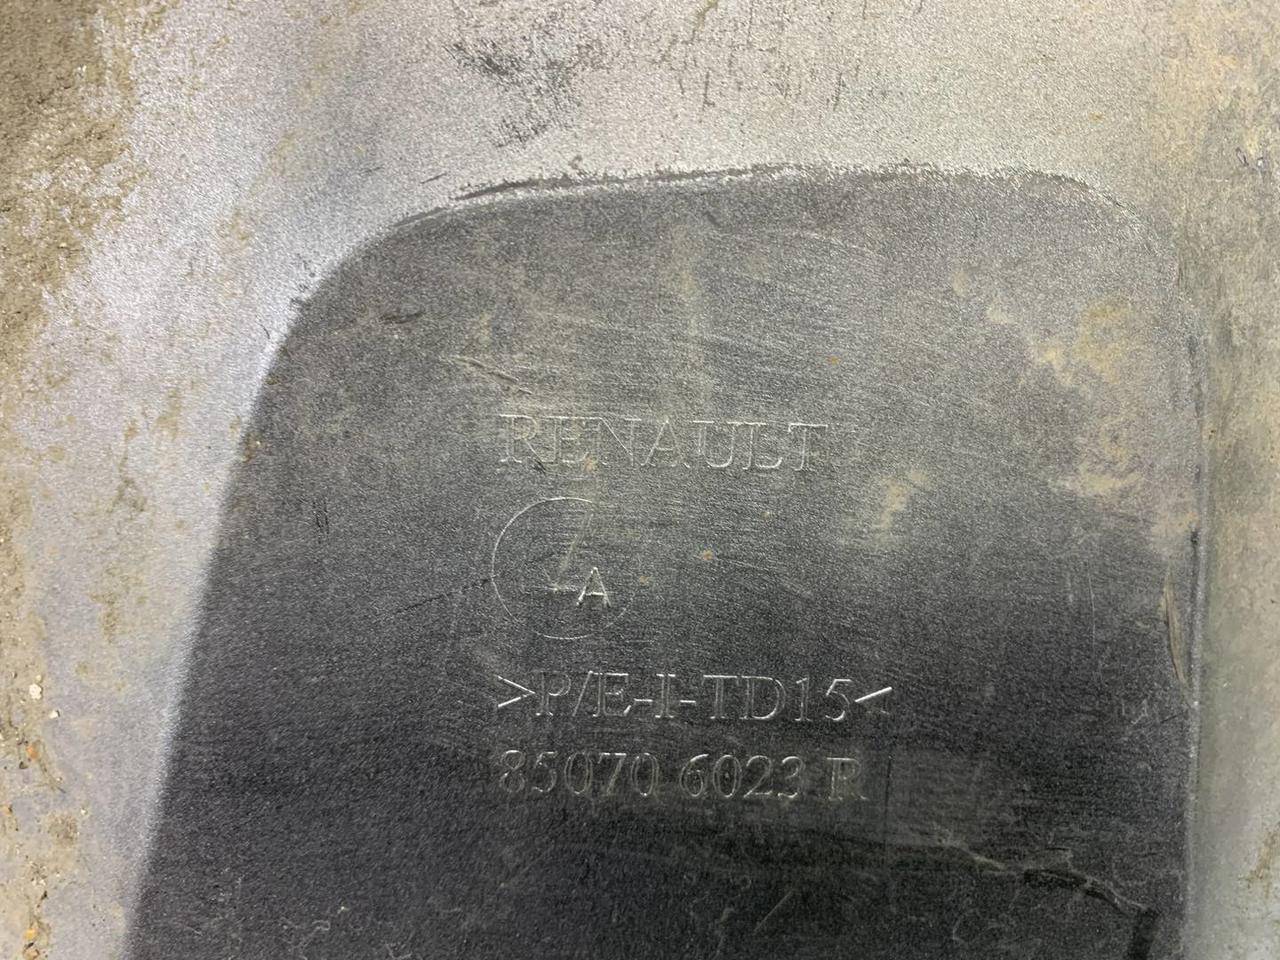 RENAULT
A
>P/E-I-TD15<
85070 6023 R